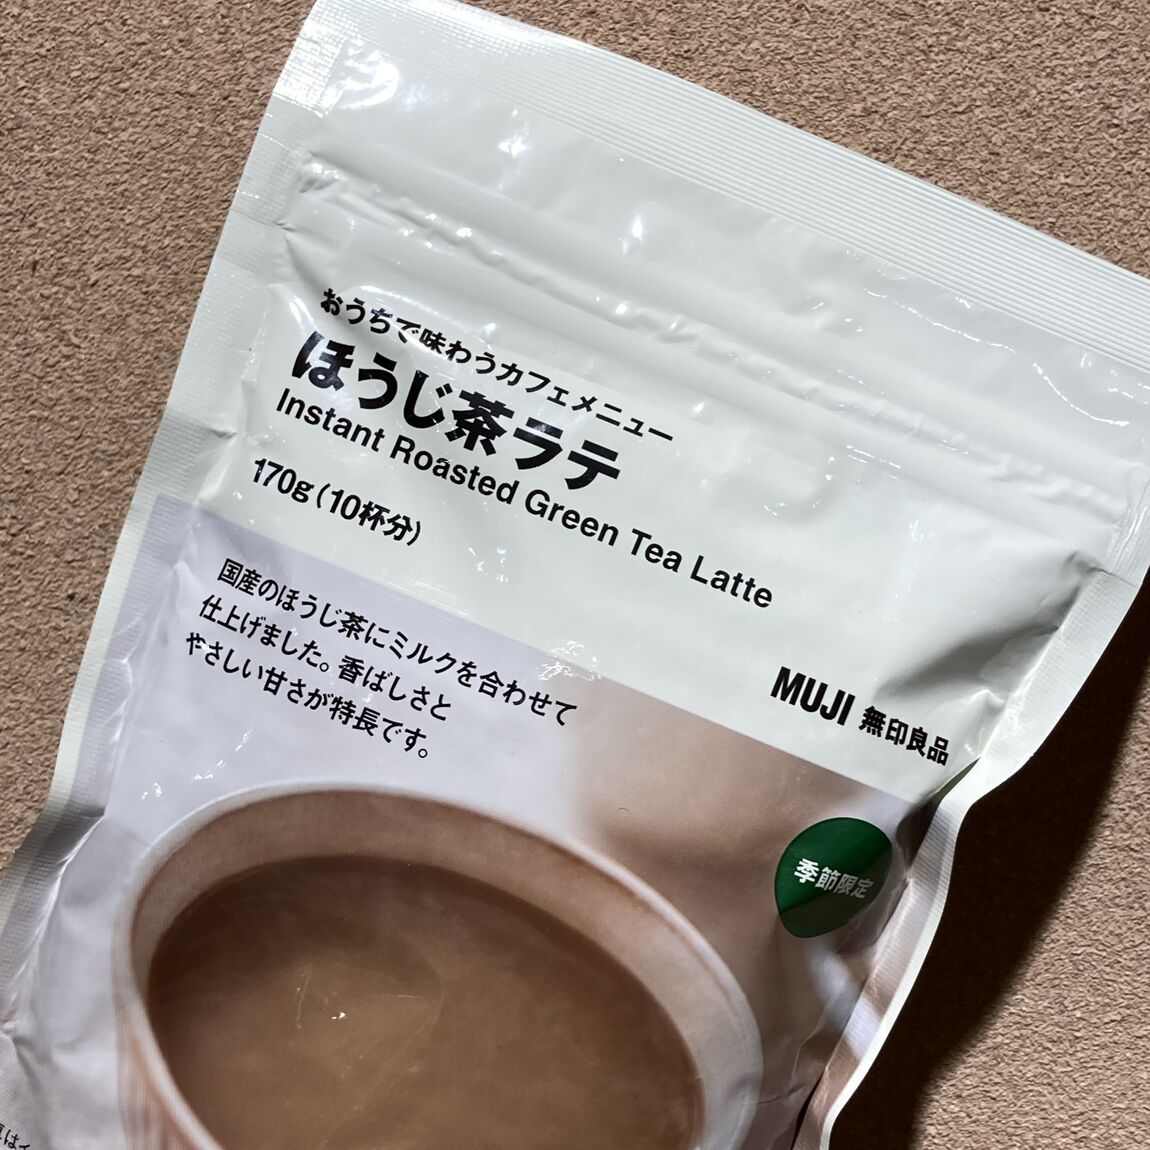 おうちで味わうカフェメニュー
ほうじ茶ラテ
Instant Roasted Green Tea Latte
170g(10杯分)
国産のほうじ茶にミルクを合わせて
仕上げました。香ばしさと
やさしい甘さが特長です。
MUJI 無印良品
季節限定